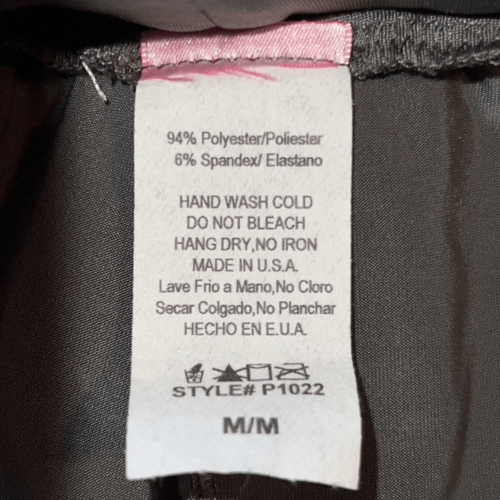 94% Polyester/Poliester
6% Spandex/ Elastano
HAND WASH COLD
DO NOT BLEACH
HANG DRY,NO IRON
MADE IN U.S.A.
Lave Frio a Mano,No Cloro
Secar Colgado,No Planchar
HECHO EN E.U.A.
STYLE# P1022
M/M